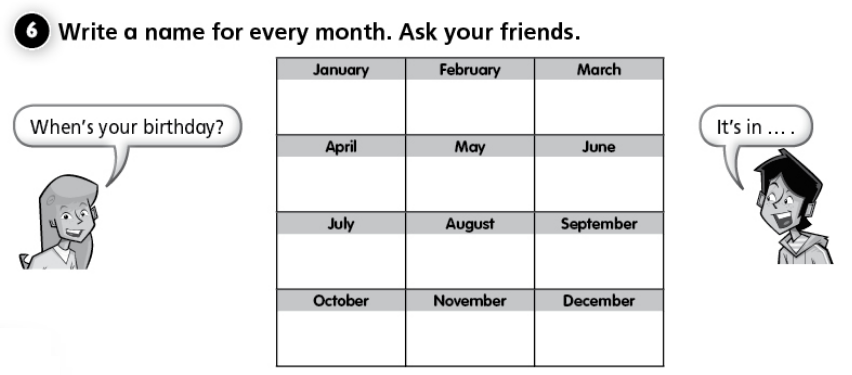 6 Write a name for every month. Ask your friends.
When's your birthday?
It's in ... .
January February March
April May June
July August September
October November December